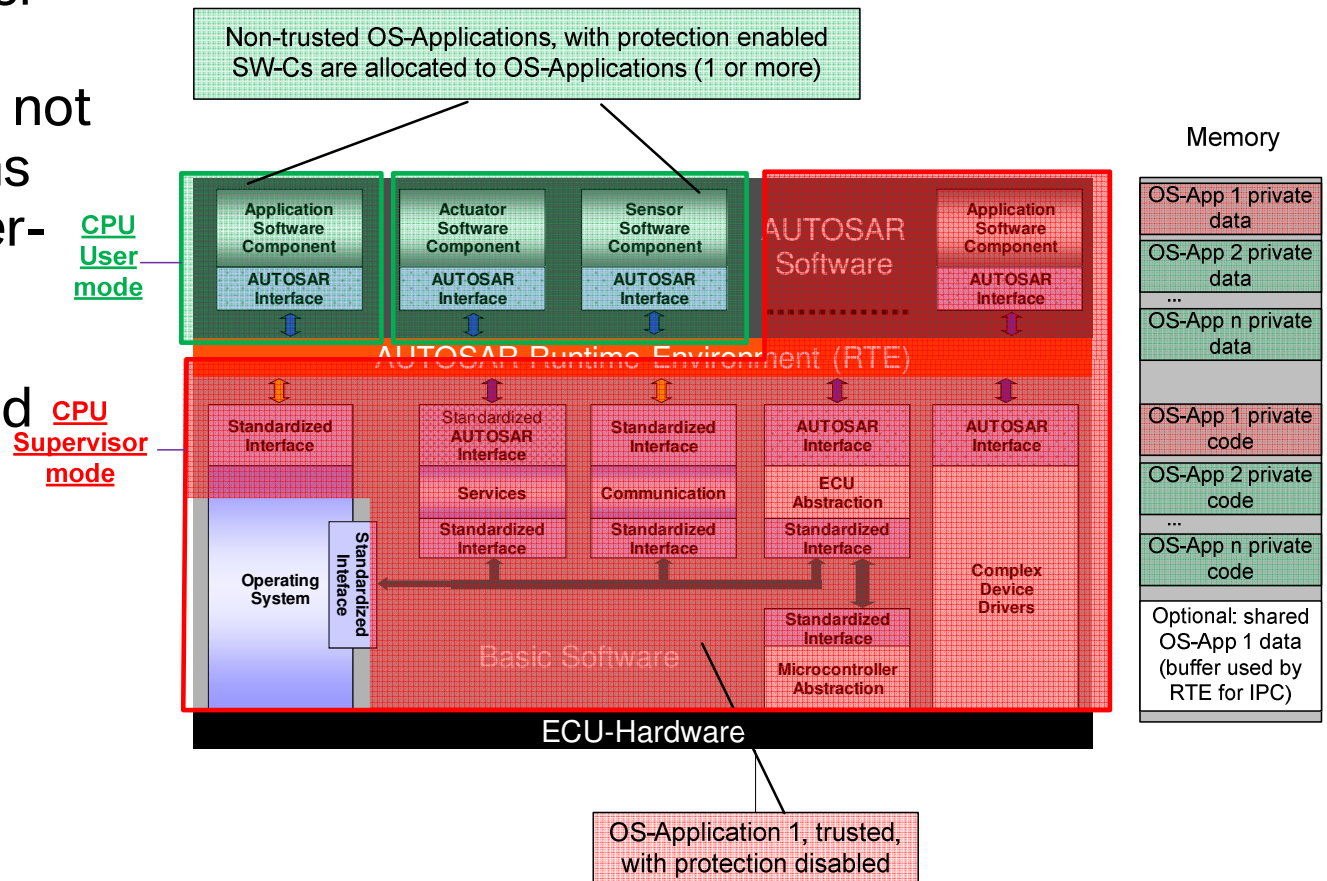 er
not
ns
er-
d
Non-trusted OS-Applications, with protection enabled
SW-Cs are allocated to OS-Applications (1 or more)
CPU
User
mode
CPU
Supervisor
mode
Application
Software
Component
AUTOSAR
Interface
Actuator
Software
Component
AUTOSAR
Interface
Sensor
Software
Component
AUTOSAR
Interface
AUTOSAR
Software
Application
Software
Component
AUTOSAR
Interface
AUTOSAR Runtime Environment (RTE)
Standardized
Interface
Operating
System
Standardized
Inteface
Standardized
AUTOSAR
Interface
Services
Standardized
Interface
Standardized
Interface
Communication
Standardized
Interface
AUTOSAR
Interface
ECU
Abstraction
Standardized
Interface
Standardized
Interface
Microcontroller
Abstraction
AUTOSAR
Interface
Complex
Device
Drivers
Basic Software
ECU-Hardware
OS-Application 1, trusted,
with protection disabled
Memory
OS-App 1 private
data
OS-App 2 private
data
...
OS-App n private
data
OS-App 1 private
code
OS-App 2 private
code
...
OS-App n private
code
Optional: shared
OS-App 1 data
(buffer used by
RTE for IPC)